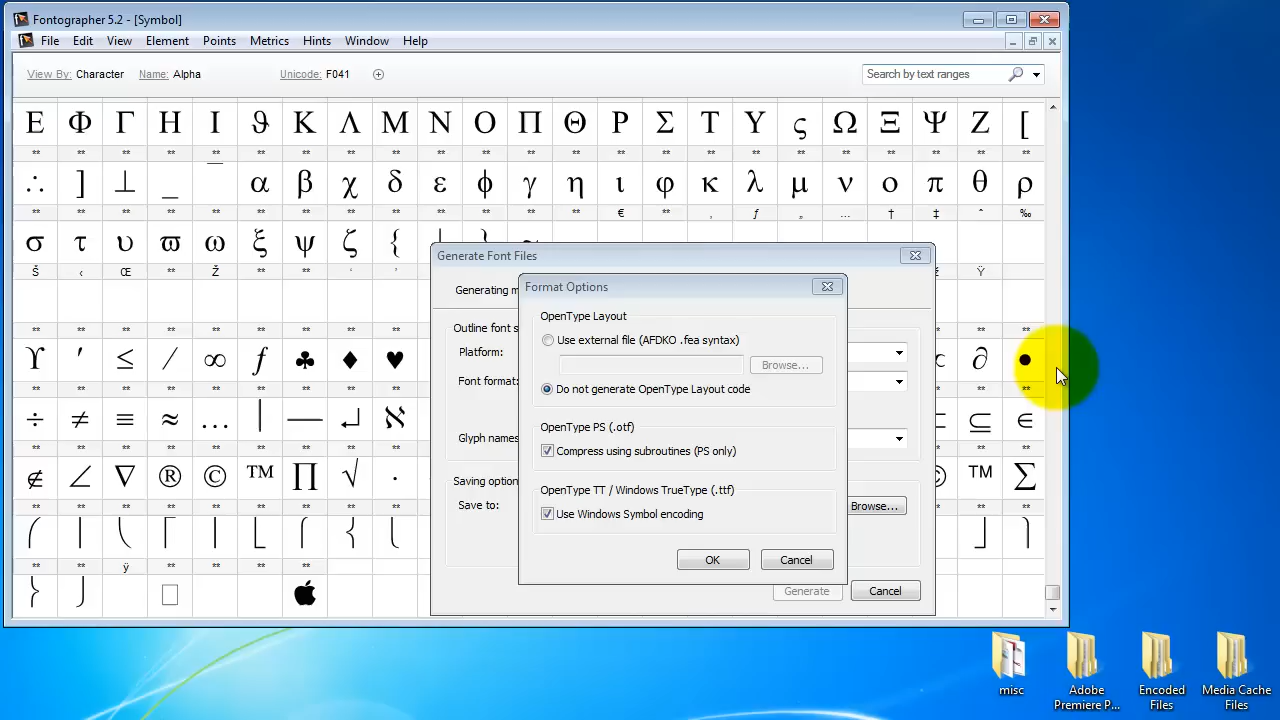 Fontographer 5.2 - [Symbol]
File Edit View Element Points Metrics Hints Window Help
View By: Character Name: Alpha Unicode: F041 Search by text ranges
Ε Φ Γ Η Ι ϑ Κ Λ Μ Ν Ο Π Θ Ρ Σ Τ Υ ς Ω Ξ Ψ Ζ [
** ** ** ** ** ** ** ** ** ** ** ** ** ** ** ** ** ** ** ** ** ** **
∴ ] ⊥ _ ‾ α β χ δ ε ϕ γ η ι φ κ λ μ ν ο π θ ρ
** ** ** ** ** ** ** ** ** ** ** ** ** € ** ‚ ƒ „ … † ‡ ˆ ‰
σ τ υ ϖ ω ξ ψ ζ { | } ~
Š ‹ Œ ** Ž ** ** ‘ ’ ** Ÿ
Generate Font Files
Generating m
Format Options
OpenType Layout
Outline font s
Use external file (AFDKO .fea syntax)
Platform:
Browse...
Font format:
Do not generate OpenType Layout code
OpenType PS (.otf)
Glyph names
Compress using subroutines (PS only)
Saving option
OpenType TT / Windows TrueType (.ttf)
Save to:
Browse...
Use Windows Symbol encoding
OK Cancel
Generate Cancel
** ** ** ** ** ** ** ** ** ** ** **
ϒ ′ ≤ ⁄ ∞ ƒ ♣ ♦ ♥ ∝ ∂ •
** ** ** ** ** ** ** ** ** ** ** **
÷ ≠ ≡ ≈ … | — ↵ ℵ ⊏ ⊆ ∈
** ** ** ** ** ** ** ** ** ** ** **
∉ ∠ ∇ ® © ™ ∏ √ ⋅ © ™ ∑
** ** ** ** ** ** ** ** ** ** ** **
⎛ ⎜ ⎝ ⎡ ⎢ ⎣ ⎧ ⎨ ⎩ ⎦ ⎫
** ** ÿ ** ** ** **
⎬ ⎭
misc
Adobe
Premiere P...
Encoded
Files
Media Cache
Files